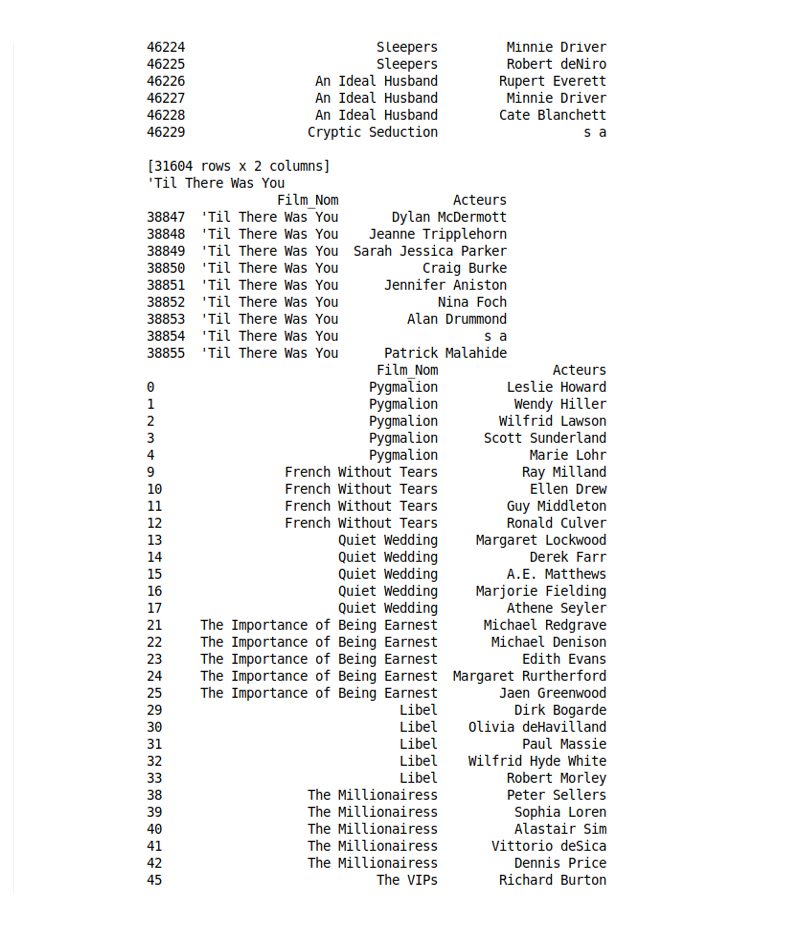 46224 Sleepers Minnie Driver
46225 Sleepers Robert deNiro
46226 An Ideal Husband Rupert Everett
46227 An Ideal Husband Minnie Driver
46228 An Ideal Husband Cate Blanchett
46229 Cryptic Seduction s a
[31604 rows x 2 columns]
'Til There Was You
Film_Nom Acteurs
38847 'Til There Was You Dylan McDermott
38848 'Til There Was You Jeanne Tripplehorn
38849 'Til There Was You Sarah Jessica Parker
38850 'Til There Was You Craig Burke
38851 'Til There Was You Jennifer Aniston
38852 'Til There Was You Nina Foch
38853 'Til There Was You Alan Drummond
38854 'Til There Was You s a
38855 'Til There Was You Patrick Malahide
Film_Nom Acteurs
0 Pygmalion Leslie Howard
1 Pygmalion Wendy Hiller
2 Pygmalion Wilfrid Lawson
3 Pygmalion Scott Sunderland
4 Pygmalion Marie Lohr
9 French Without Tears Ray Milland
10 French Without Tears Ellen Drew
11 French Without Tears Guy Middleton
12 French Without Tears Ronald Culver
13 Quiet Wedding Margaret Lockwood
14 Quiet Wedding Derek Farr
15 Quiet Wedding A.E. Matthews
16 Quiet Wedding Marjorie Fielding
17 Quiet Wedding Athene Seyler
21 The Importance of Being Earnest Michael Redgrave
22 The Importance of Being Earnest Michael Denison
23 The Importance of Being Earnest Edith Evans
24 The Importance of Being Earnest Margaret Rurtherford
25 The Importance of Being Earnest Jaen Greenwood
29 Libel Dirk Bogarde
30 Libel Olivia deHavilland
31 Libel Paul Massie
32 Libel Wilfrid Hyde White
33 Libel Robert Morley
38 The Millionairess Peter Sellers
39 The Millionairess Sophia Loren
40 The Millionairess Alastair Sim
41 The Millionairess Vittorio deSica
42 The Millionairess Dennis Price
45 The VIPs Richard Burton